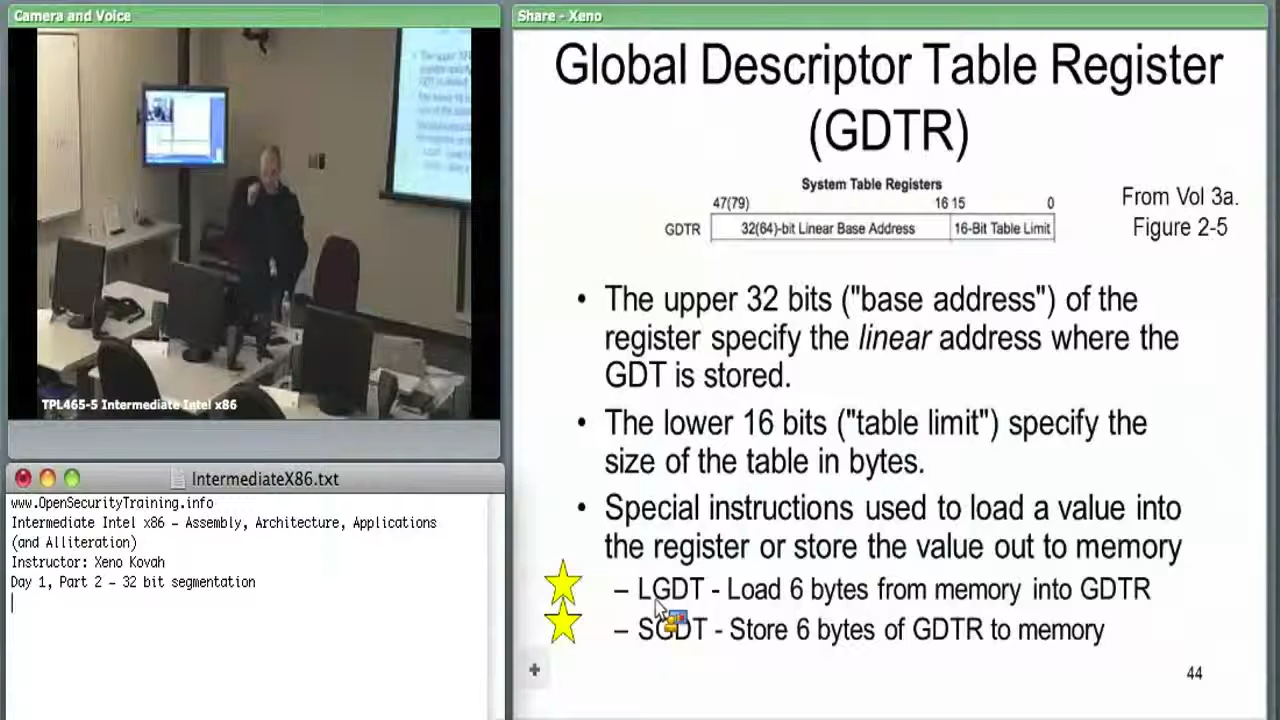 Camera and Voice
TPL465-5 Intermediate Intel x86
IntermediateX86.txt
www.OpenSecurityTraining.info
Intermediate Intel x86 – Assembly, Architecture, Applications
(and Alliteration)
Instructor: Xeno Kovah
Day 1, Part 2 – 32 bit segmentation
Share - Xeno
Global Descriptor Table Register
(GDTR)
System Table Registers
47(79) 16 15 0
GDTR 32(64)-bit Linear Base Address 16-Bit Table Limit
From Vol 3a.
Figure 2-5
• The upper 32 bits ("base address") of the
register specify the linear address where the
GDT is stored.
• The lower 16 bits ("table limit") specify the
size of the table in bytes.
• Special instructions used to load a value into
the register or store the value out to memory
– LGDT - Load 6 bytes from memory into GDTR
– SGDT - Store 6 bytes of GDTR to memory
44